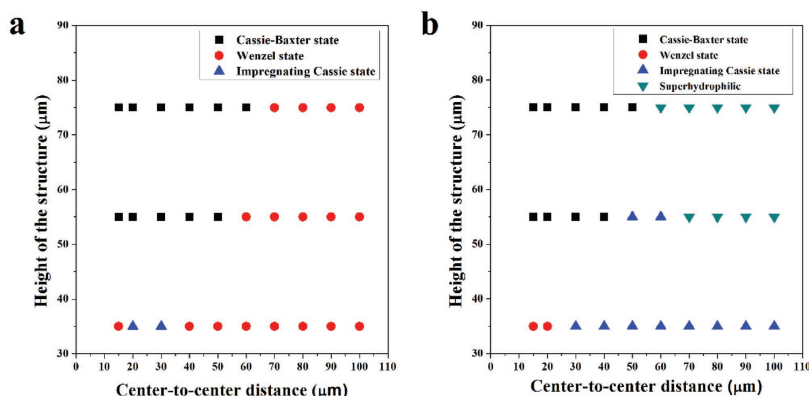 a
Cassie-Baxter state
Wenzel state
Impregnating Cassie state
90
80
70
60
50
40
30
Height of the structure (μm)
0 10 20 30 40 50 60 70 80 90 100 110
Center-to-center distance (μm)
b
Cassie-Baxter state
Wenzel state
Impregnating Cassie state
Superhydrophilic
90
80
70
60
50
40
30
Height of the structure (μm)
0 10 20 30 40 50 60 70 80 90 100 110
Center-to-center distance (μm)